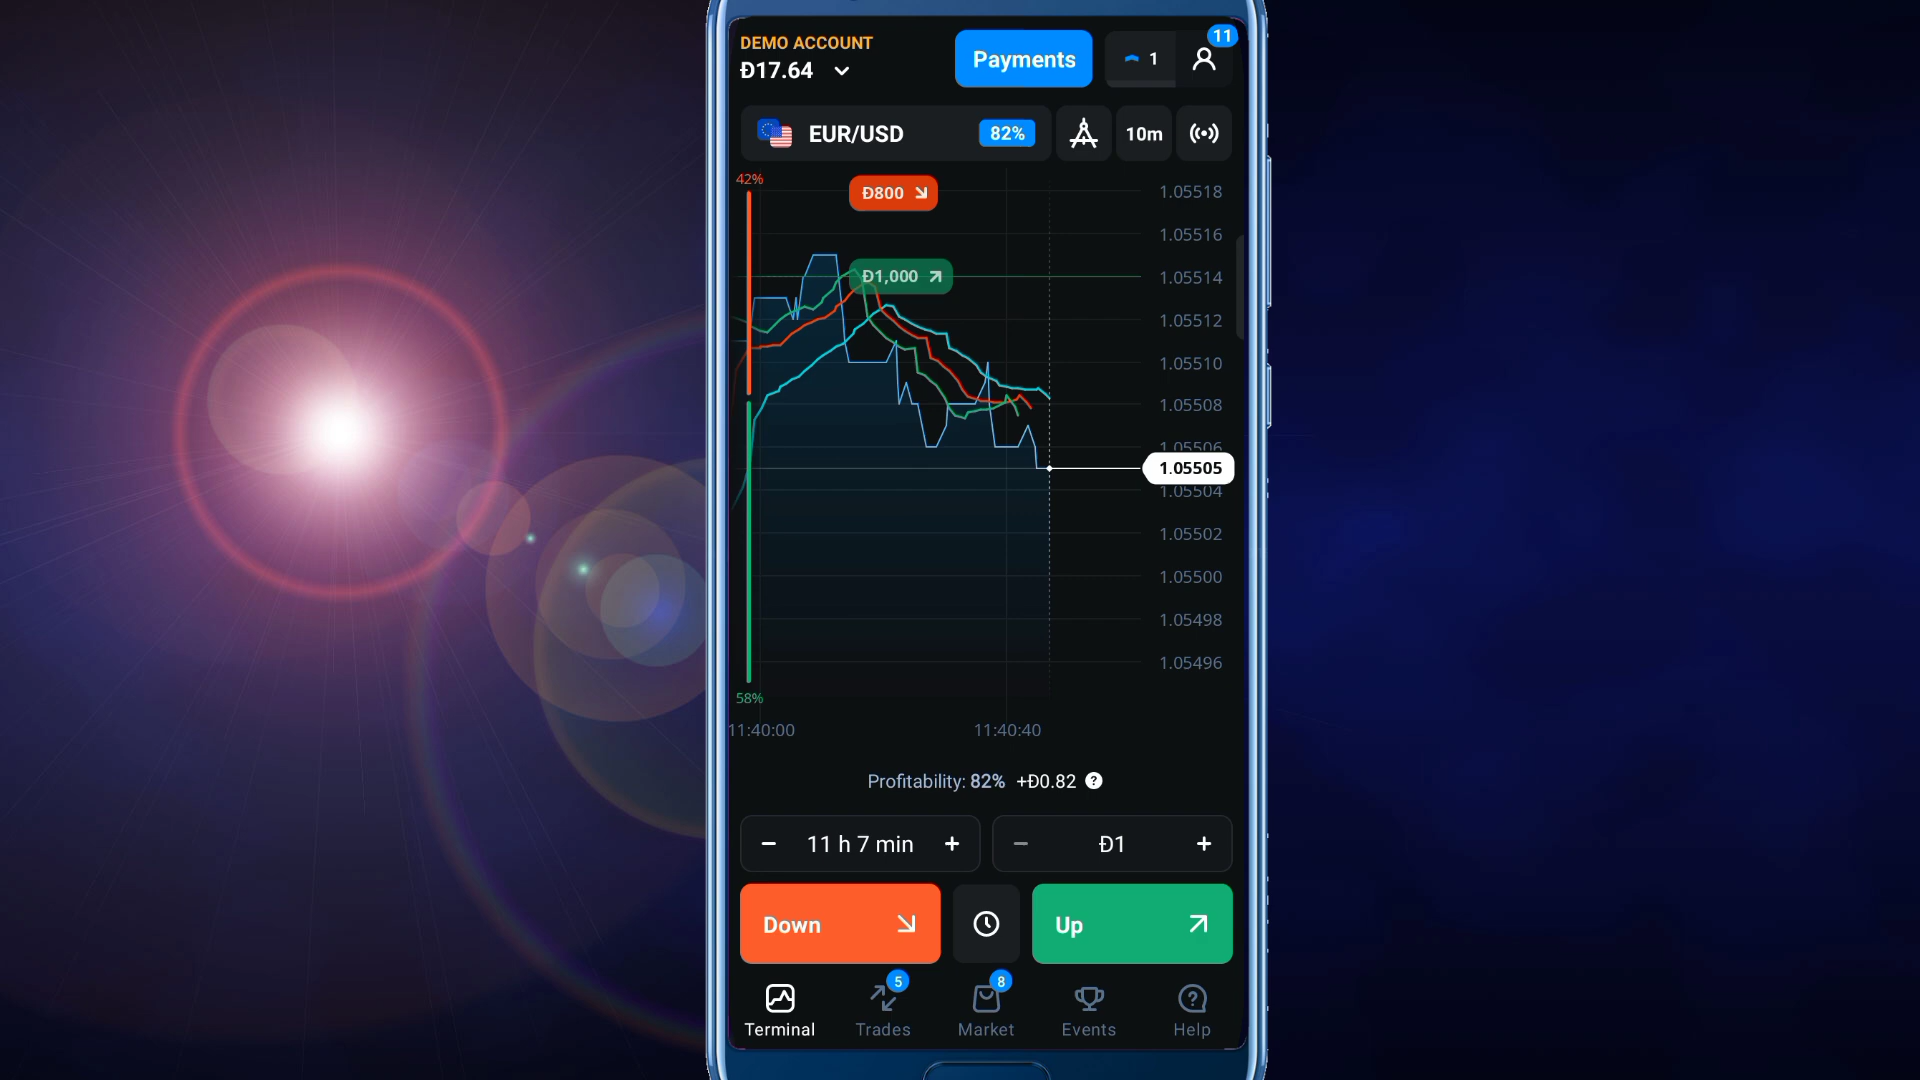 DEMO ACCOUNT
Đ17.64
Payments
1
11
EUR/USD
82%
10m
42%
Đ800
Đ1,000
1.05518
1.05516
1.05514
1.05512
1.05510
1.05508
1.05506
1.05505
1.05504
1.05502
1.05500
1.05498
1.05496
58%
11:40:00
11:40:40
Profitability: 82% +Đ0.82 ?
− 11 h 7 min +
− Đ1 +
Down
Up
5
8
Terminal
Trades
Market
Events
Help